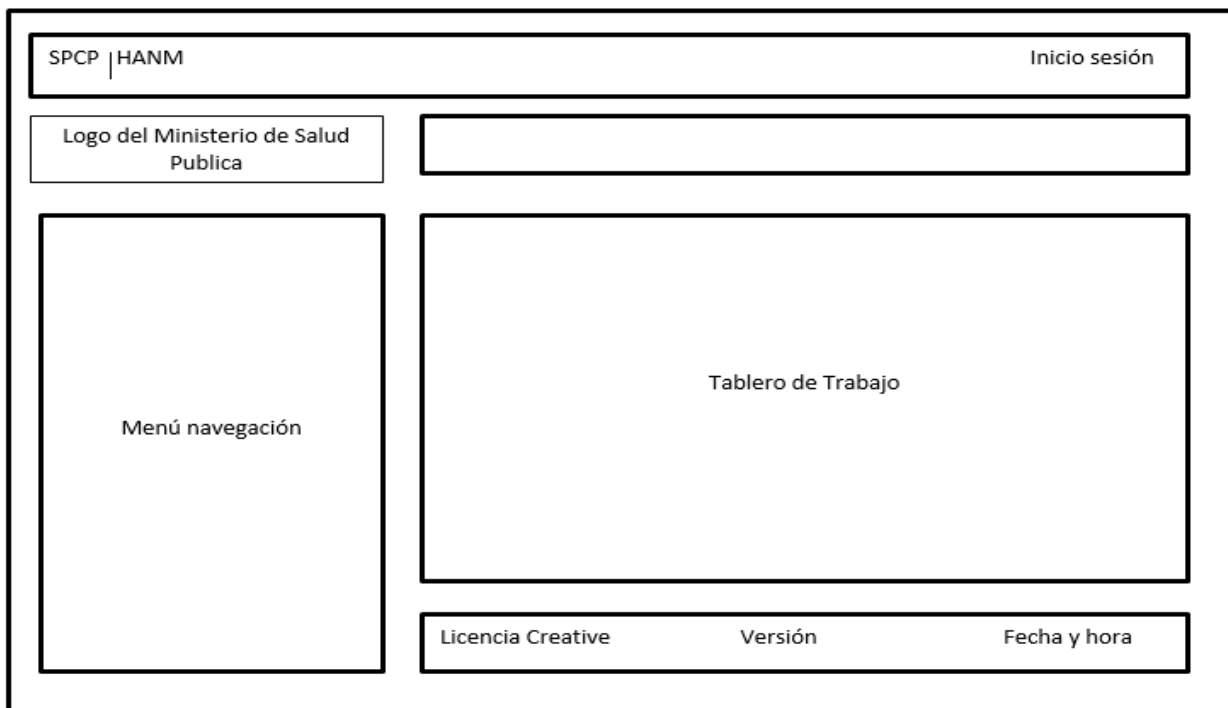 SPCP |HANM
Inicio sesión
Logo del Ministerio de Salud
Publica
Menú navegación
Tablero de Trabajo
Licencia Creative
Versión
Fecha y hora